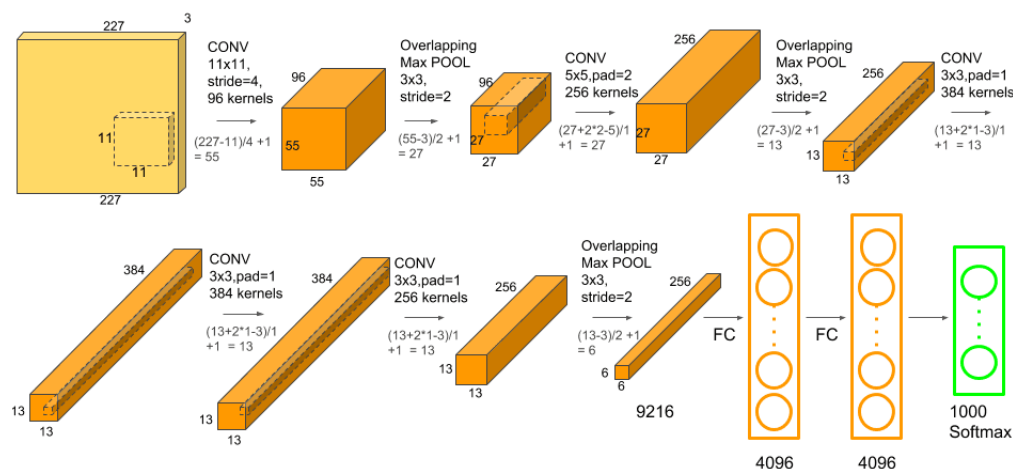 227
3
11
11
227
CONV
11x11,
stride=4,
96 kernels
(227-11)/4 +1
= 55
96
55
55
Overlapping
Max POOL
3x3,
stride=2
(55-3)/2 +1
= 27
96
27
27
CONV
5x5,pad=2
256 kernels
(27+2*2-5)/1
+1 = 27
256
27
27
Overlapping
Max POOL
3x3,
stride=2
(27-3)/2 +1
= 13
256
13
13
CONV
3x3,pad=1
384 kernels
(13+2*1-3)/1
+1 = 13
384
13
13
CONV
3x3,pad=1
384 kernels
(13+2*1-3)/1
+1 = 13
384
13
13
CONV
3x3,pad=1
256 kernels
(13+2*1-3)/1
+1 = 13
256
13
13
Overlapping
Max POOL
3x3,
stride=2
(13-3)/2 +1
= 6
256
6
6
9216
FC
4096
FC
4096
1000
Softmax